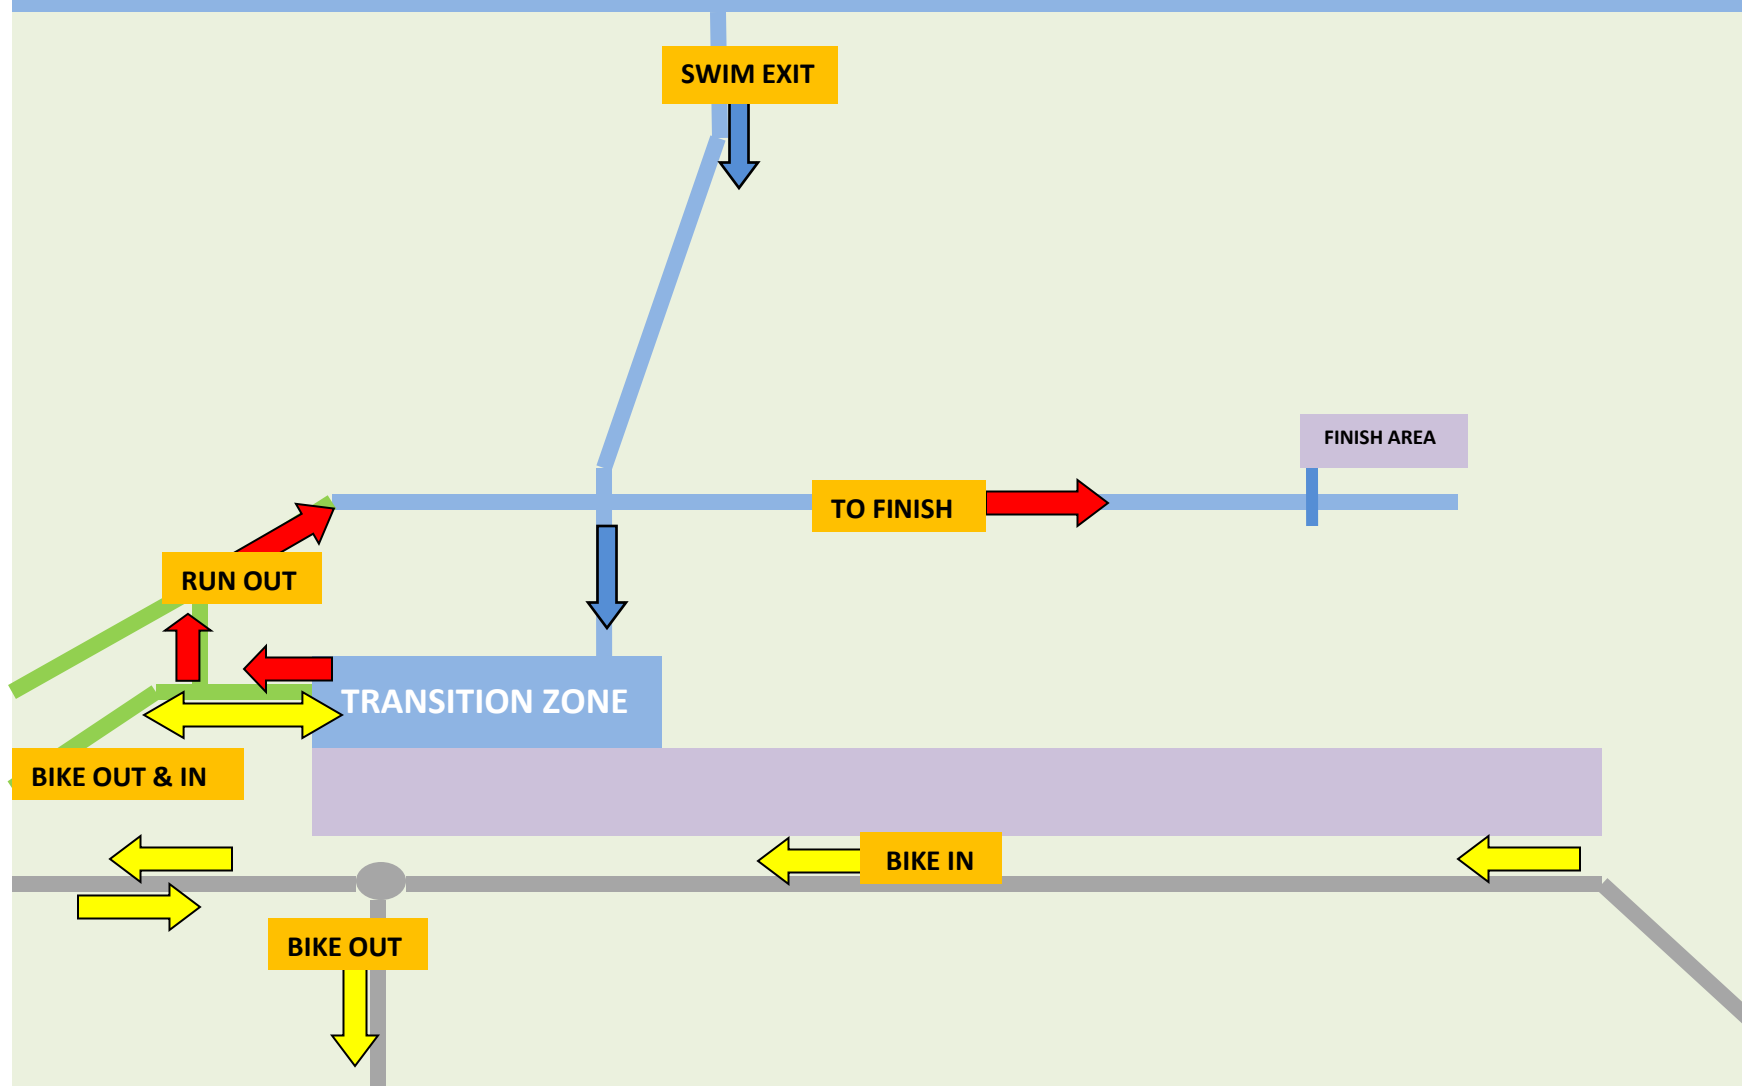 SWIM EXIT
FINISH AREA
TO FINISH
RUN OUT
TRANSITION ZONE
BIKE OUT & IN
BIKE IN
BIKE OUT